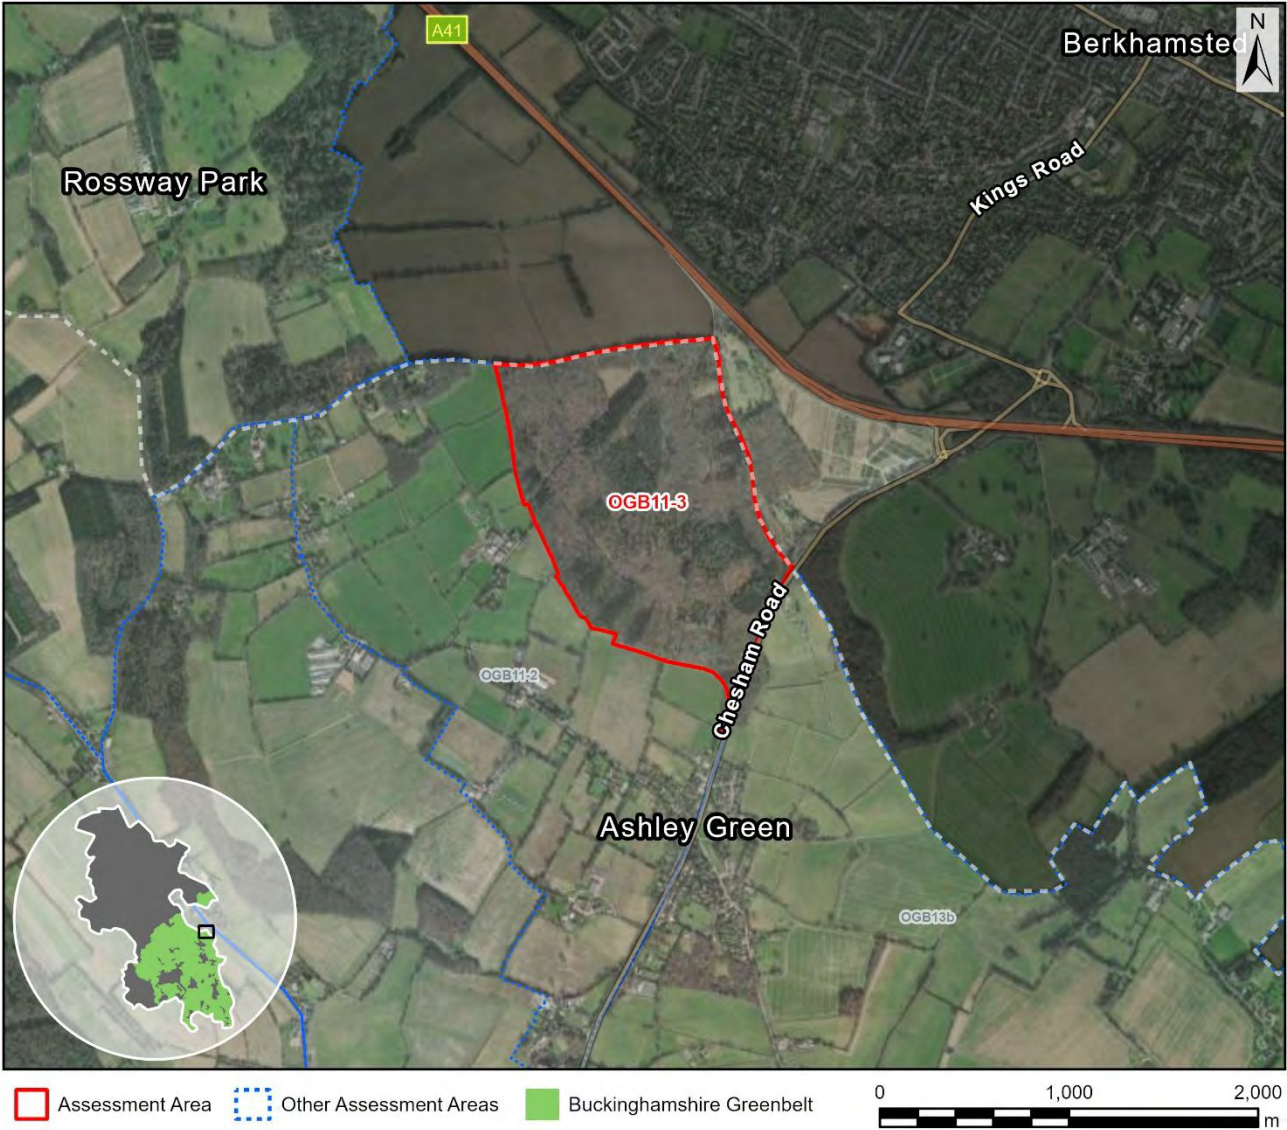 A41
Berkhamsted
N
Kings Road
Rossway Park
OGB11-3
Chesham Road
OGB11-2
Ashley Green
OGB13b
Assessment Area
Other Assessment Areas
Buckinghamshire Greenbelt
0 1,000 2,000
m